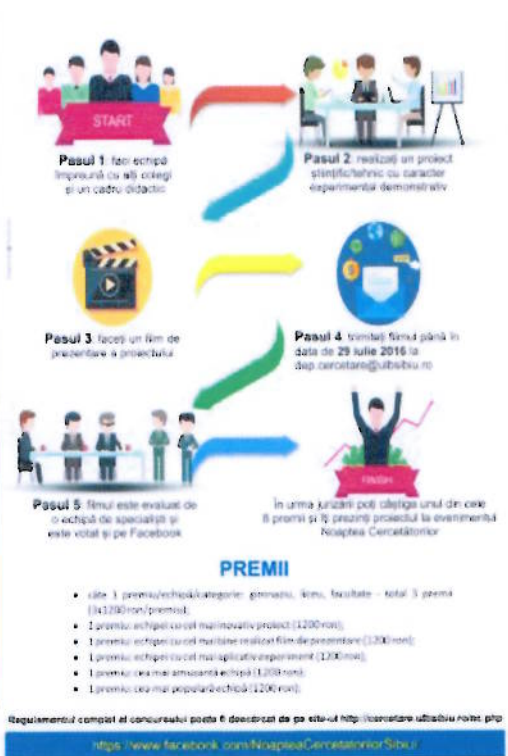 START
Pasul 1: faci echipă
împreună cu alți colegi
și un cadru didactic
Pasul 2: realizați un proiect
științific/tehnic cu caracter
experimental demonstrativ
Pasul 3: faceți un film de
prezentare a proiectului
Pasul 4: trimiteți filmul până în
data de 29 iulie 2016 la
dep.cercetare@ulbsibiu.ro
Pasul 5: filmul este evaluat de
o echipă de specialiști și
este votat și pe Facebook
FINISH
În urma jurizării poți câștiga unul din cele
8 premii și îți prezinți proiectul la evenimentul
Noaptea Cercetătorilor
PREMII
• câte 1 premiu/echipă/categorie: gimnaziu, liceu, facultate - total 3 premii
(3x1200 ron/premiu);
• 1 premiu: echipei cu cel mai inovativ proiect (1200 ron);
• 1 premiu: echipei cu cel mai bine realizat film de prezentare (1200 ron);
• 1 premiu: echipei cu cel mai aplicativ experiment (1200 ron);
• 1 premiu: cea mai amuzantă echipă (1200 ron);
• 1 premiu: cea mai populară echipă (1200 ron);
Regulamentul complet al concursului poate fi descărcat de pe site-ul http://cercetare.ulbsibiu.ro/
https://www.facebook.com/NoapteaCercetatorilorSibiu/